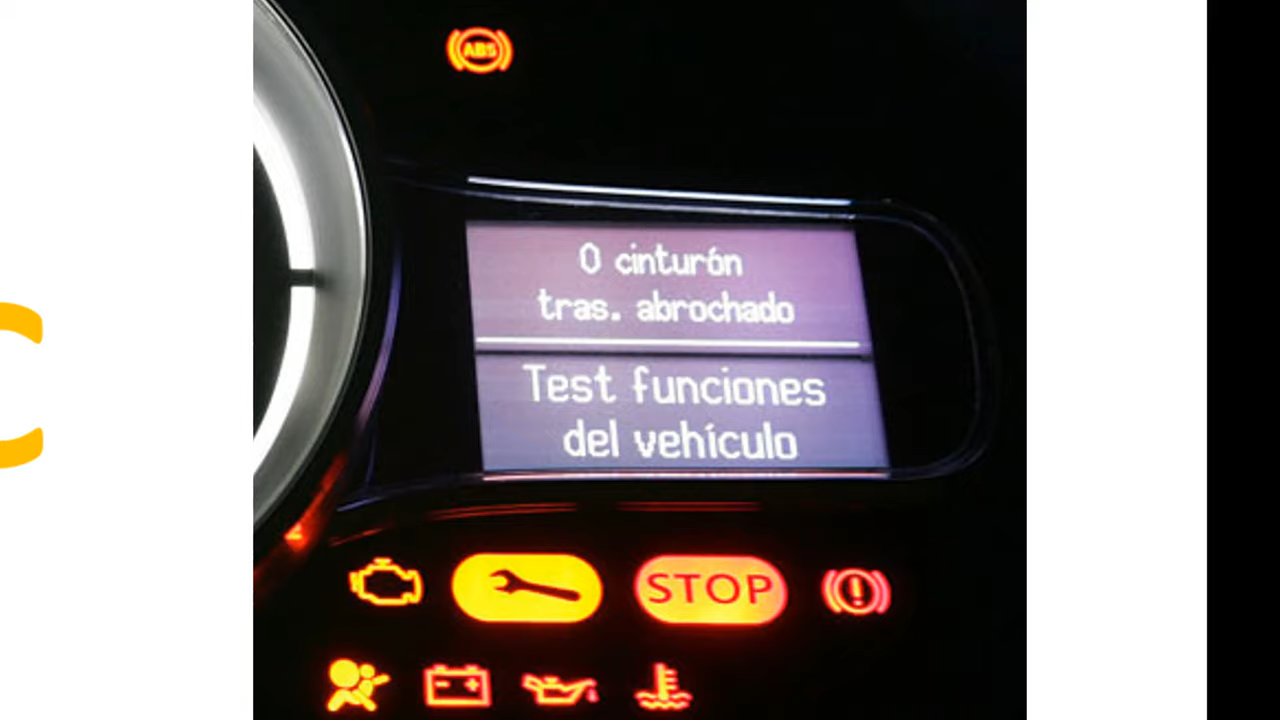 ABS
0 cinturón
tras. abrochado
Test funciones
del vehículo
STOP